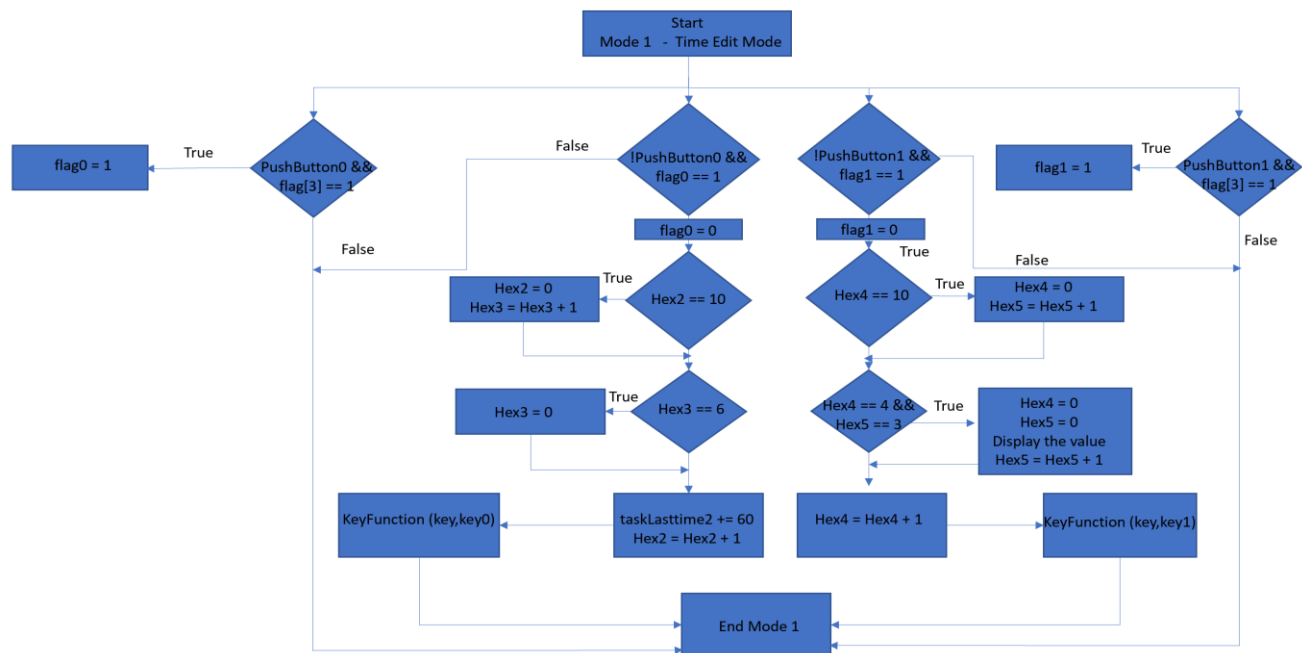 Start
Mode 1 - Time Edit Mode
flag0 = 1
True
PushButton0 &&
flag[3] == 1
False
!PushButton0 &&
flag0 == 1
!PushButton1 &&
flag1 == 1
flag1 = 1
True
PushButton1 &&
flag[3] == 1
False
flag0 = 0
flag1 = 0
True
False
False
Hex2 = 0
Hex3 = Hex3 + 1
True
Hex2 == 10
Hex4 == 10
True
Hex4 = 0
Hex5 = Hex5 + 1
Hex3 = 0
True
Hex3 == 6
Hex4 == 4 &&
Hex5 == 3
True
Hex4 = 0
Hex5 = 0
Display the value
Hex5 = Hex5 + 1
KeyFunction (key,key0)
taskLasttime2 += 60
Hex2 = Hex2 + 1
Hex4 = Hex4 + 1
KeyFunction (key,key1)
End Mode 1